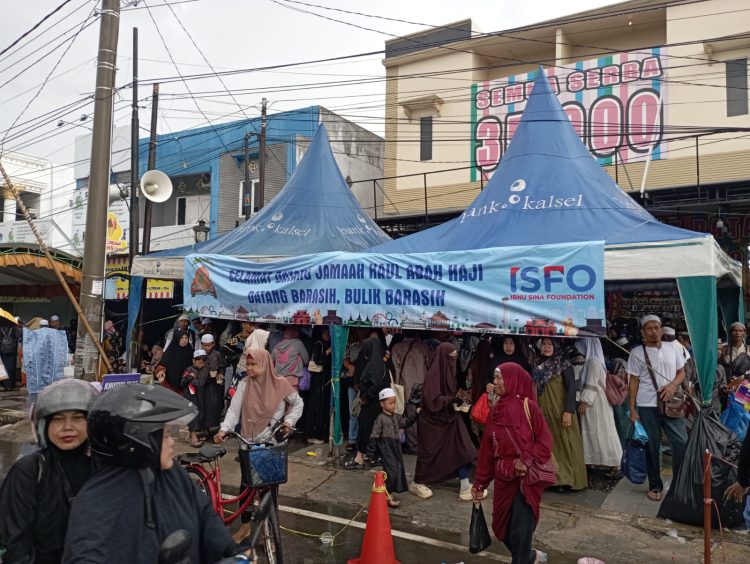 SEMUA SERBA
35.000
bank kalsel
bank kalsel
bank
SELAMAT DATANG JAMAAH HAUL ABAH HAJI
DATANG BARASIH, BULIK BARASIH
ISFO
IBNU SINA FOUNDATION
KHUSUS